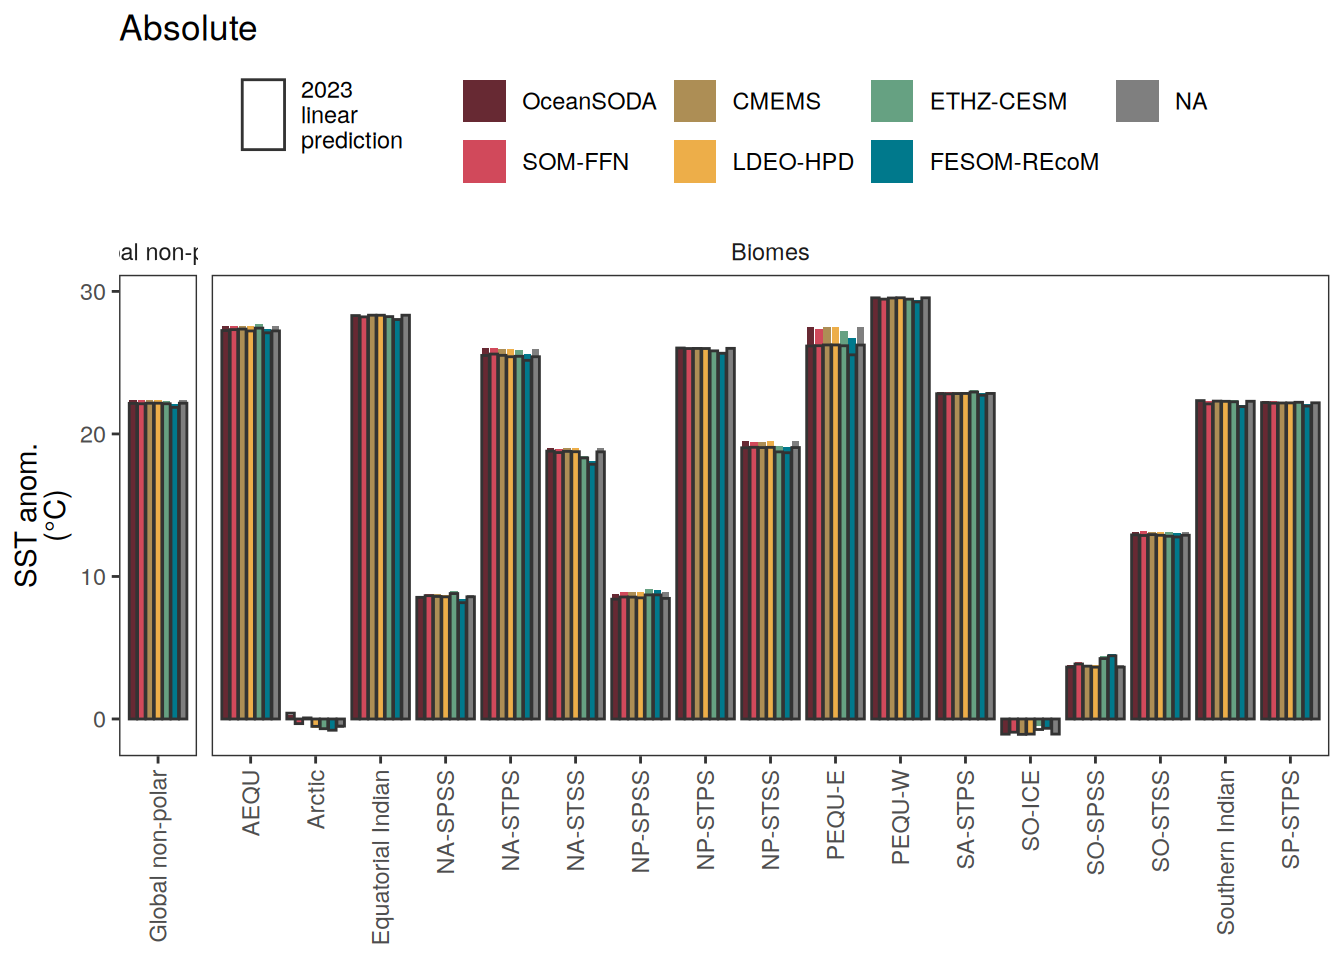 Absolute
2023
linear
prediction
OceanSODA
CMEMS
ETHZ-CESM
NA
SOM-FFN
LDEO-HPD
FESOM-REcoM
al non-p
Biomes
30
20
10
0
SST anom.
(°C)
Global non-polar
AEQU
Arctic
Equatorial Indian
NA-SPSS
NA-STPS
NA-STSS
NP-SPSS
NP-STPS
NP-STSS
PEQU-E
PEQU-W
SA-STPS
SO-ICE
SO-SPSS
SO-STSS
Southern Indian
SP-STPS